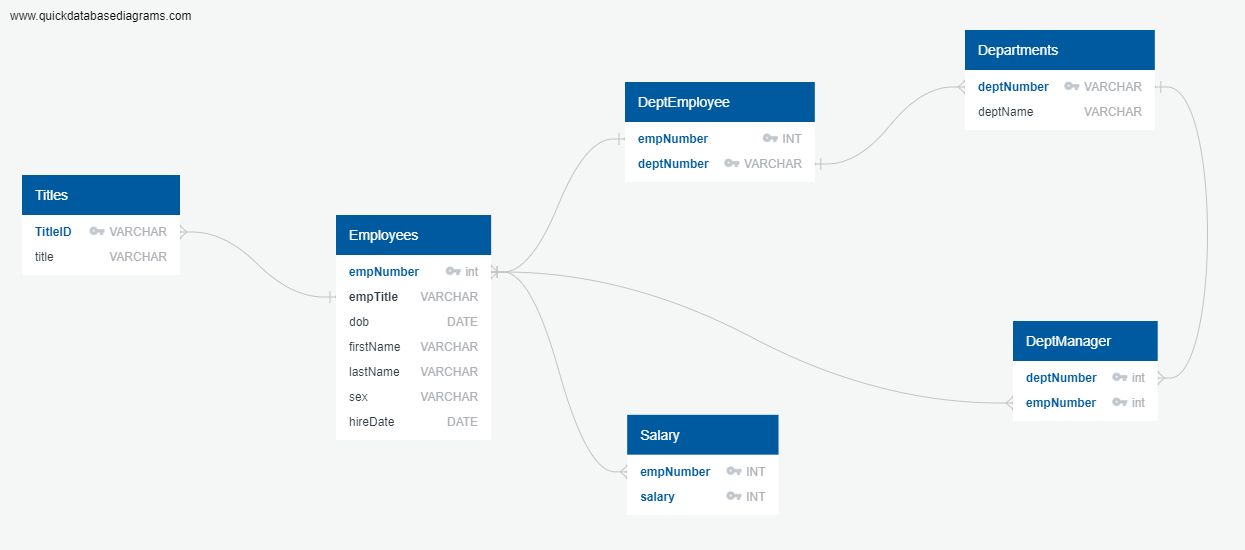 www.quickdatabasediagrams.com
Titles
TitleID VARCHAR
title VARCHAR
Employees
empNumber int
empTitle VARCHAR
dob DATE
firstName VARCHAR
lastName VARCHAR
sex VARCHAR
hireDate DATE
DeptEmployee
empNumber INT
deptNumber VARCHAR
Salary
empNumber INT
salary INT
Departments
deptNumber VARCHAR
deptName VARCHAR
DeptManager
deptNumber int
empNumber int